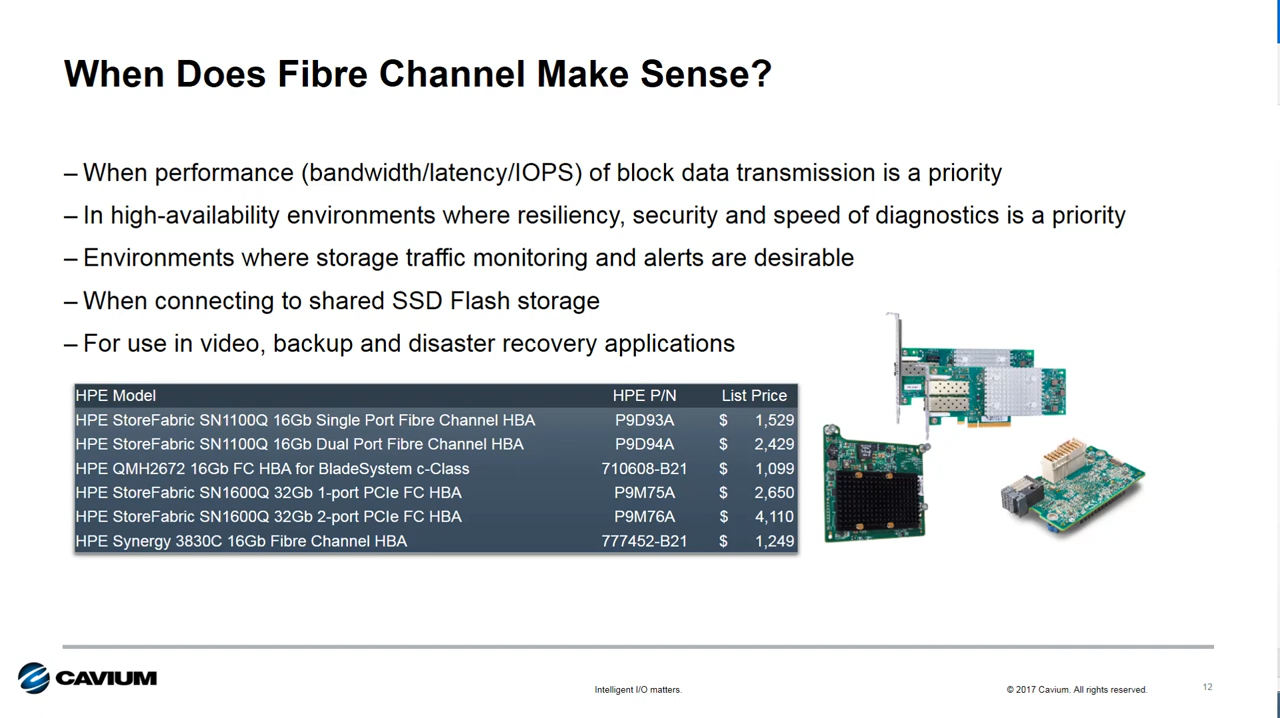 When Does Fibre Channel Make Sense?
– When performance (bandwidth/latency/IOPS) of block data transmission is a priority
– In high-availability environments where resiliency, security and speed of diagnostics is a priority
– Environments where storage traffic monitoring and alerts are desirable
– When connecting to shared SSD Flash storage
– For use in video, backup and disaster recovery applications
HPE Model HPE P/N List Price
HPE StoreFabric SN1100Q 16Gb Single Port Fibre Channel HBA P9D93A $ 1,529
HPE StoreFabric SN1100Q 16Gb Dual Port Fibre Channel HBA P9D94A $ 2,429
HPE QMH2672 16Gb FC HBA for BladeSystem c-Class 710608-B21 $ 1,099
HPE StoreFabric SN1600Q 32Gb 1-port PCIe FC HBA P9M75A $ 2,650
HPE StoreFabric SN1600Q 32Gb 2-port PCIe FC HBA P9M76A $ 4,110
HPE Synergy 3830C 16Gb Fibre Channel HBA 777452-B21 $ 1,249
CAVIUM
Intelligent I/O matters.
© 2017 Cavium. All rights reserved.
12